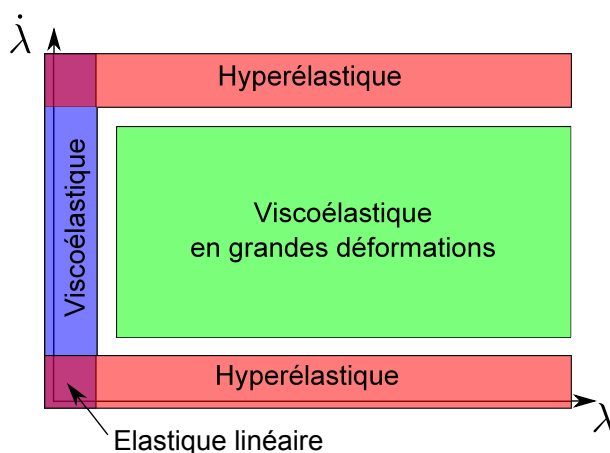 λ̇
Hyperélastique
Viscoélastique
Viscoélastique
en grandes déformations
Hyperélastique
λ
Elastique linéaire